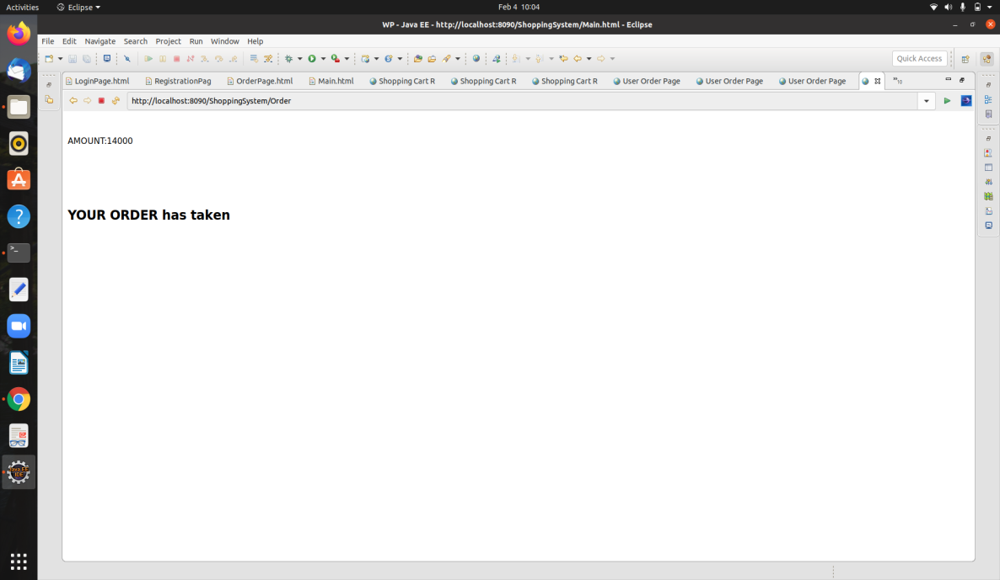 Activities Eclipse Feb 4 10:04
WP - Java EE - http://localhost:8090/ShoppingSystem/Main.html - Eclipse
File Edit Navigate Search Project Run Window Help
Quick Access
LoginPage.html RegistrationPag OrderPage.html Main.html Shopping Cart R Shopping Cart R Shopping Cart R User Order Page User Order Page User Order Page »10
http://localhost:8090/ShoppingSystem/Order
AMOUNT:14000
YOUR ORDER has taken
Java EE
IDE